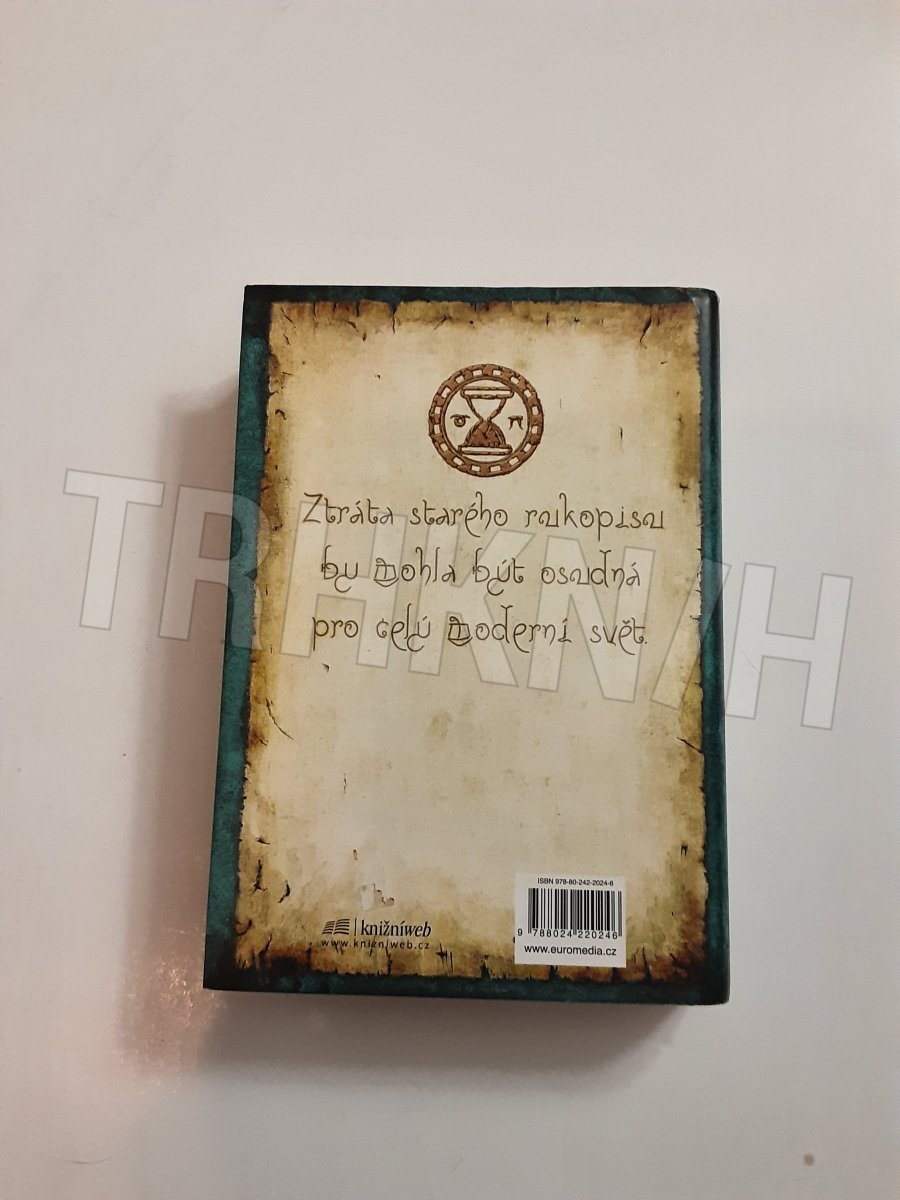 Ztráta starého rukopisu
by mohla být osudná
pro celý moderní svět.
TRHKNIH
ISBN 978-80-242-2024-6
9 788024 220246
www.euromedia.cz
knižníweb
www.knizniweb.cz